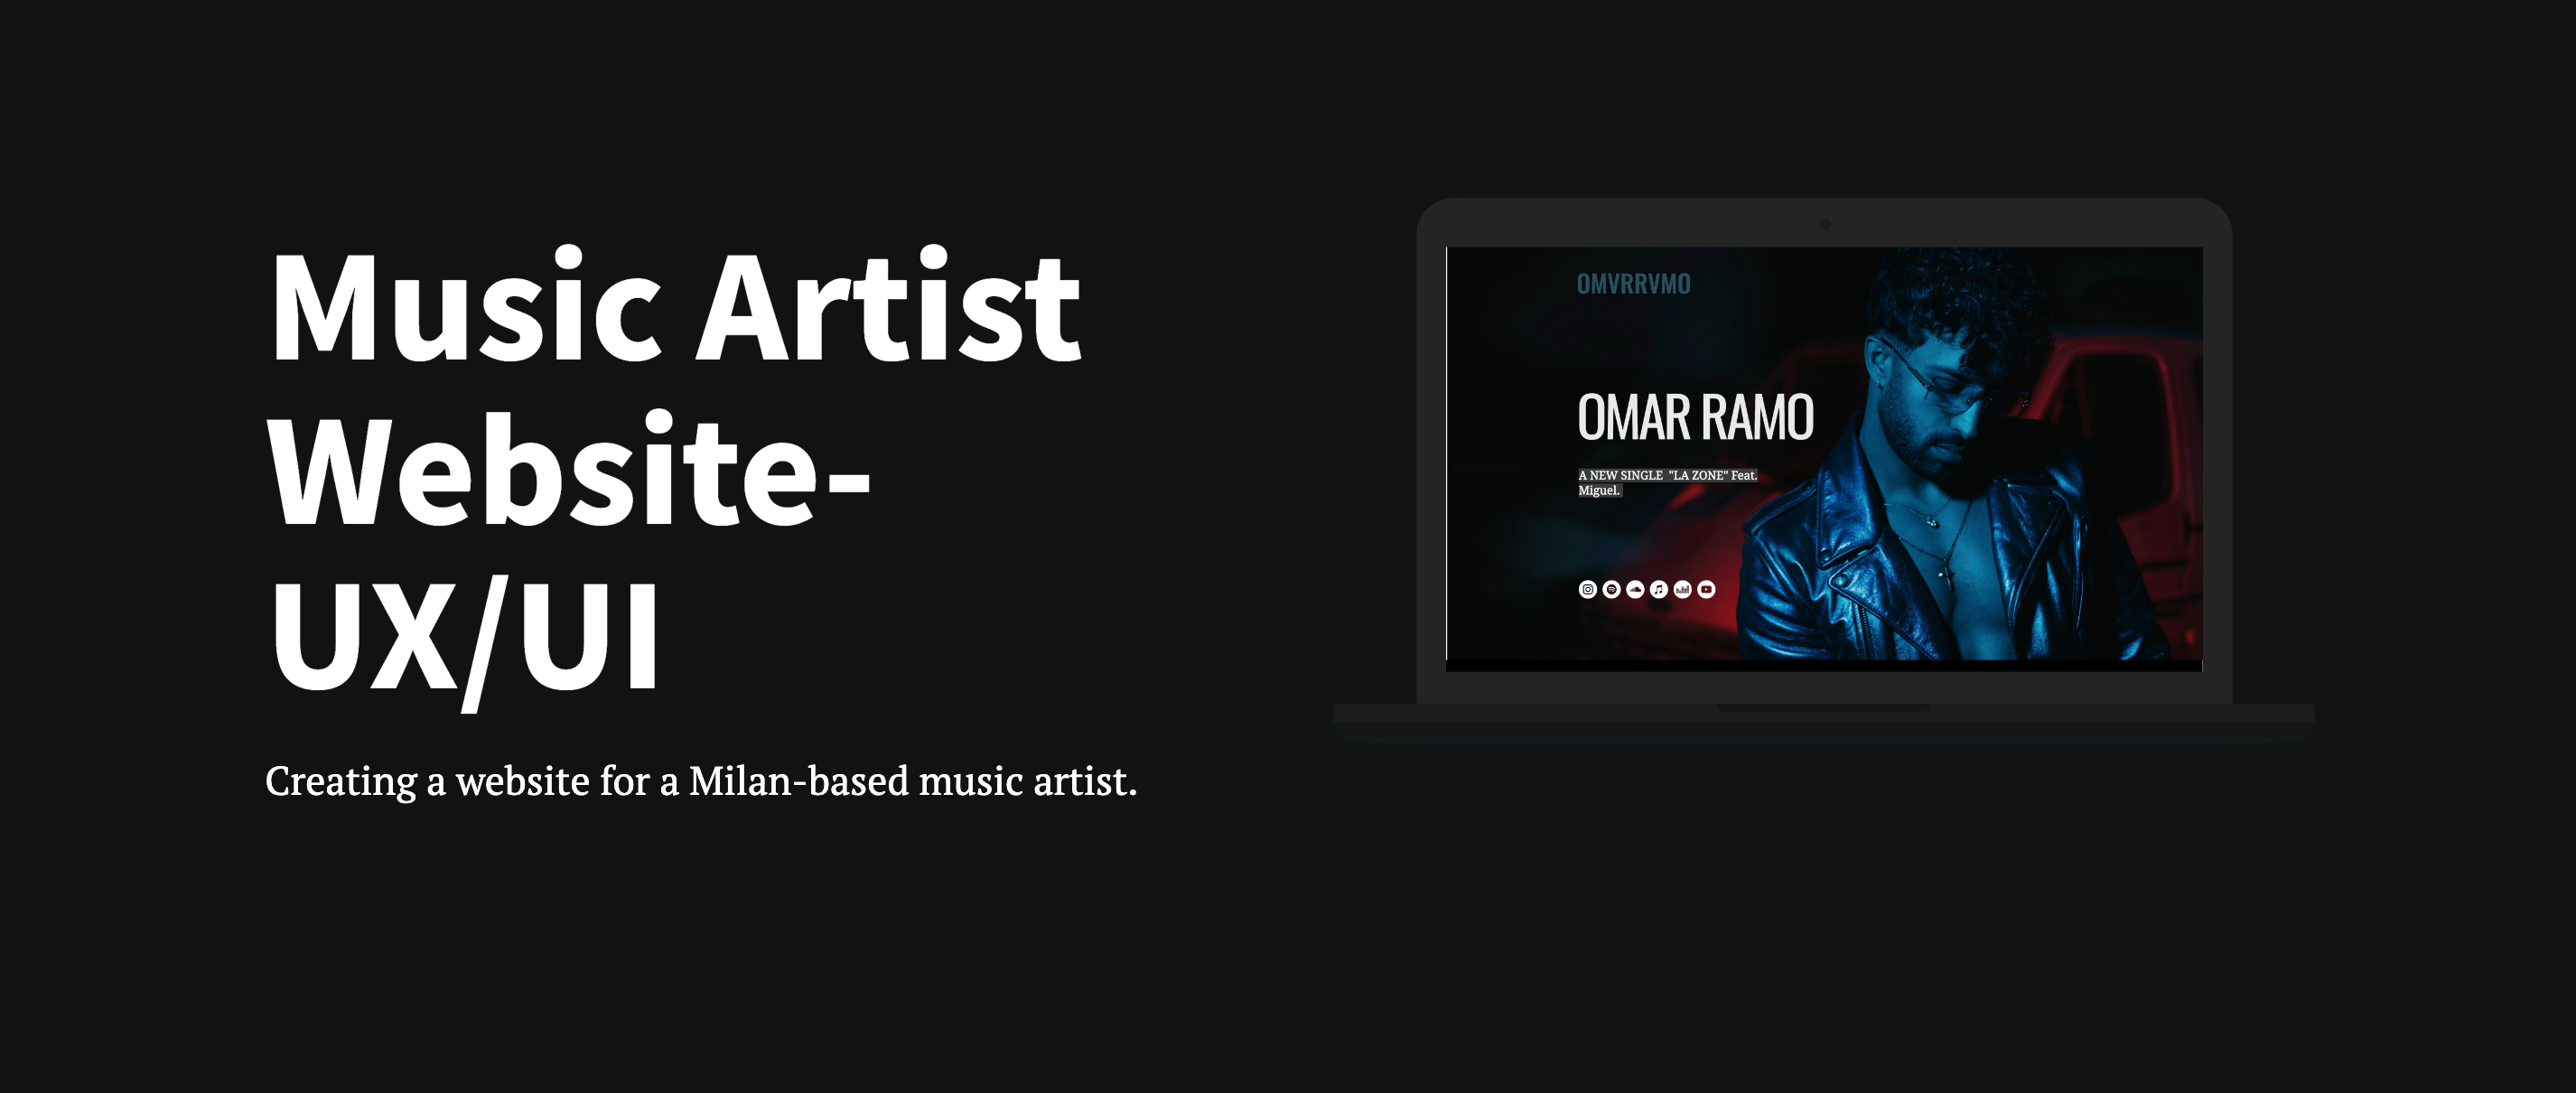 Music Artist
Website-
UX/UI
Creating a website for a Milan-based music artist.
OMVRRVMO
OMAR RAMO
A NEW SINGLE "LA ZONE" Feat.
Miguel.